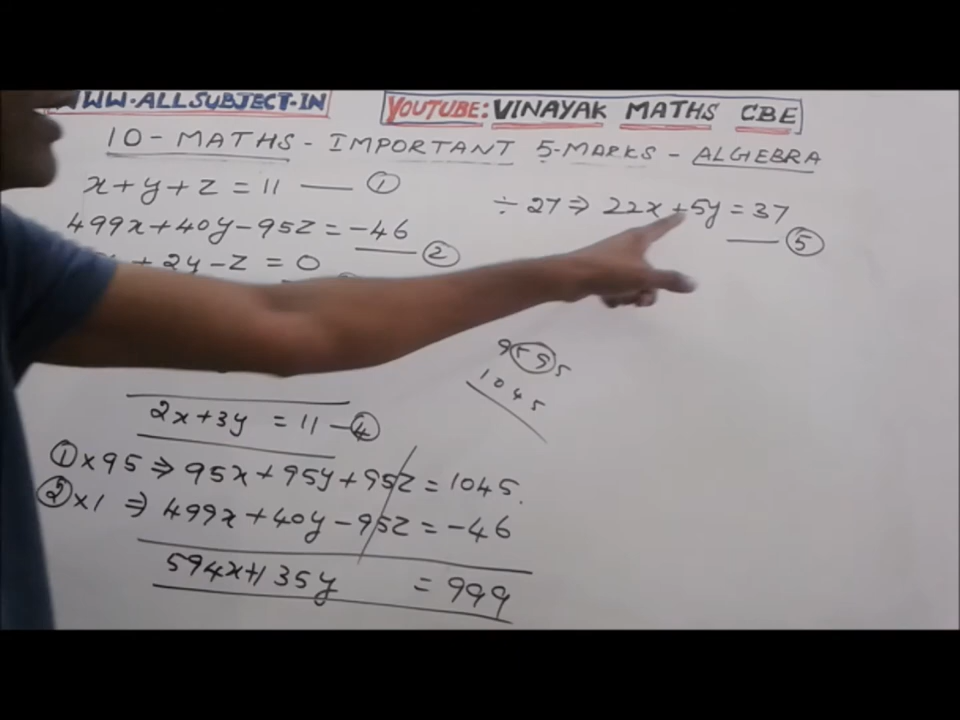 WWW.ALLSUBJECT.IN
YOUTUBE: VINAYAK MATHS CBE
10-MATHS-IMPORTANT 5-MARKS-ALGEBRA
x+y+z=11 —— ①
499x+40y-95z=-46 —— ②
+2y-z=0
2x+3y =11 —④
①×95⇒95x+95y+95z=1045.
②×1 ⇒499x+40y-95z=-46
594x+135y =999
÷27⇒22x+5y=37 —— ⑤
1045